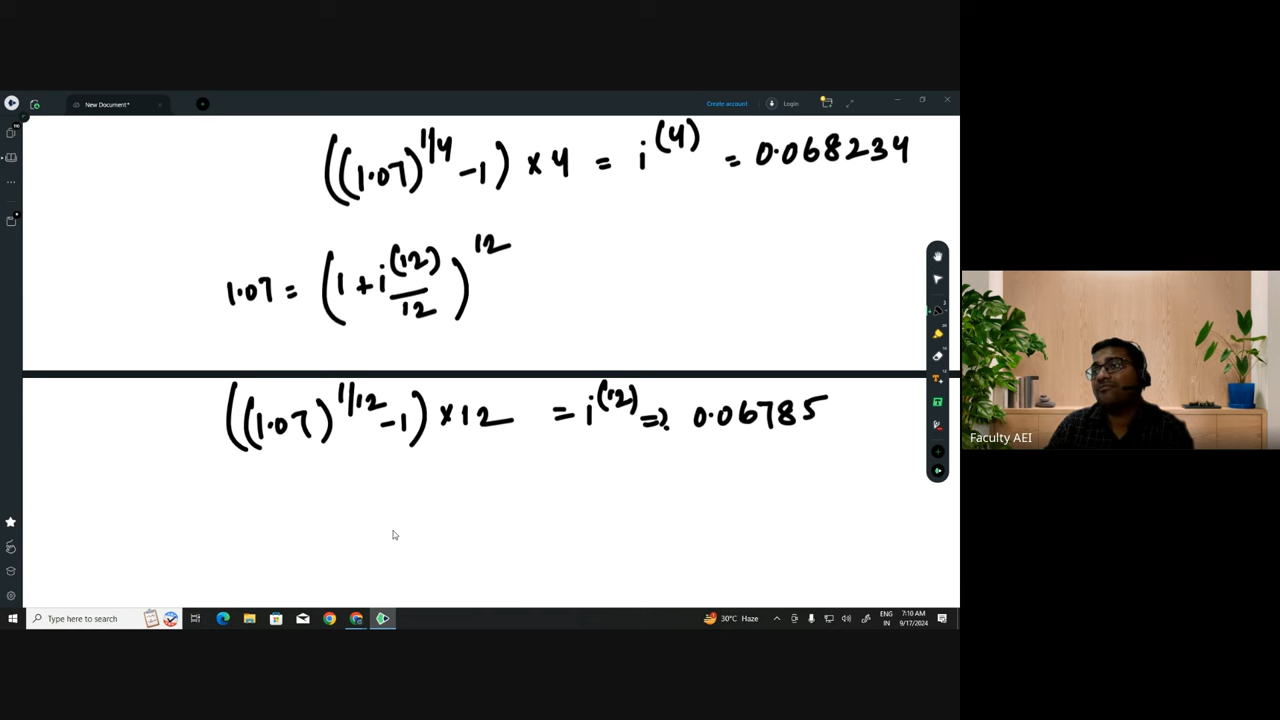 New Document*
Create account
Login
((1.07)^1/4 -1) × 4 = i^(4) = 0.068234
1.07 = (1 + i^(12)/12)^12
((1.07)^1/12 -1) × 12 = i^(12) => 0.06785
Faculty AEI
Type here to search
30°C Haze
ENG
IN
7:10 AM
9/17/2024